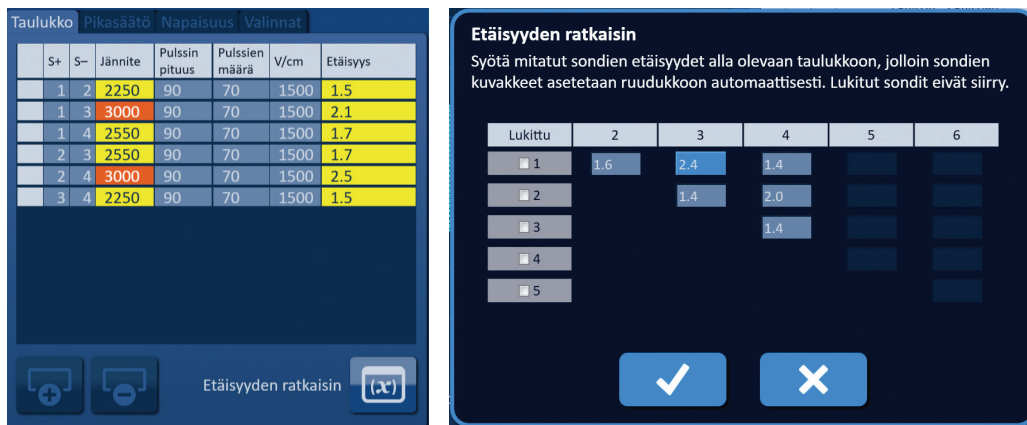 Taulukko Pikasäätö Napaisuus Valinnat
S+ S– Jännite Pulssin pituus Pulssien määrä V/cm Etäisyys
1 2 2250 90 70 1500 1.5
1 3 3000 90 70 1500 2.1
1 4 2550 90 70 1500 1.7
2 3 2550 90 70 1500 1.7
2 4 3000 90 70 1500 2.5
3 4 2250 90 70 1500 1.5
Etäisyyden ratkaisin (x)
Etäisyyden ratkaisin
Syötä mitatut sondien etäisyydet alla olevaan taulukkoon, jolloin sondien
kuvakkeet asetetaan ruudukkoon automaattisesti. Lukitut sondit eivät siirry.
Lukittu 2 3 4 5 6
1 1.6 2.4 1.4
2 1.4 2.0
3 1.4
4
5